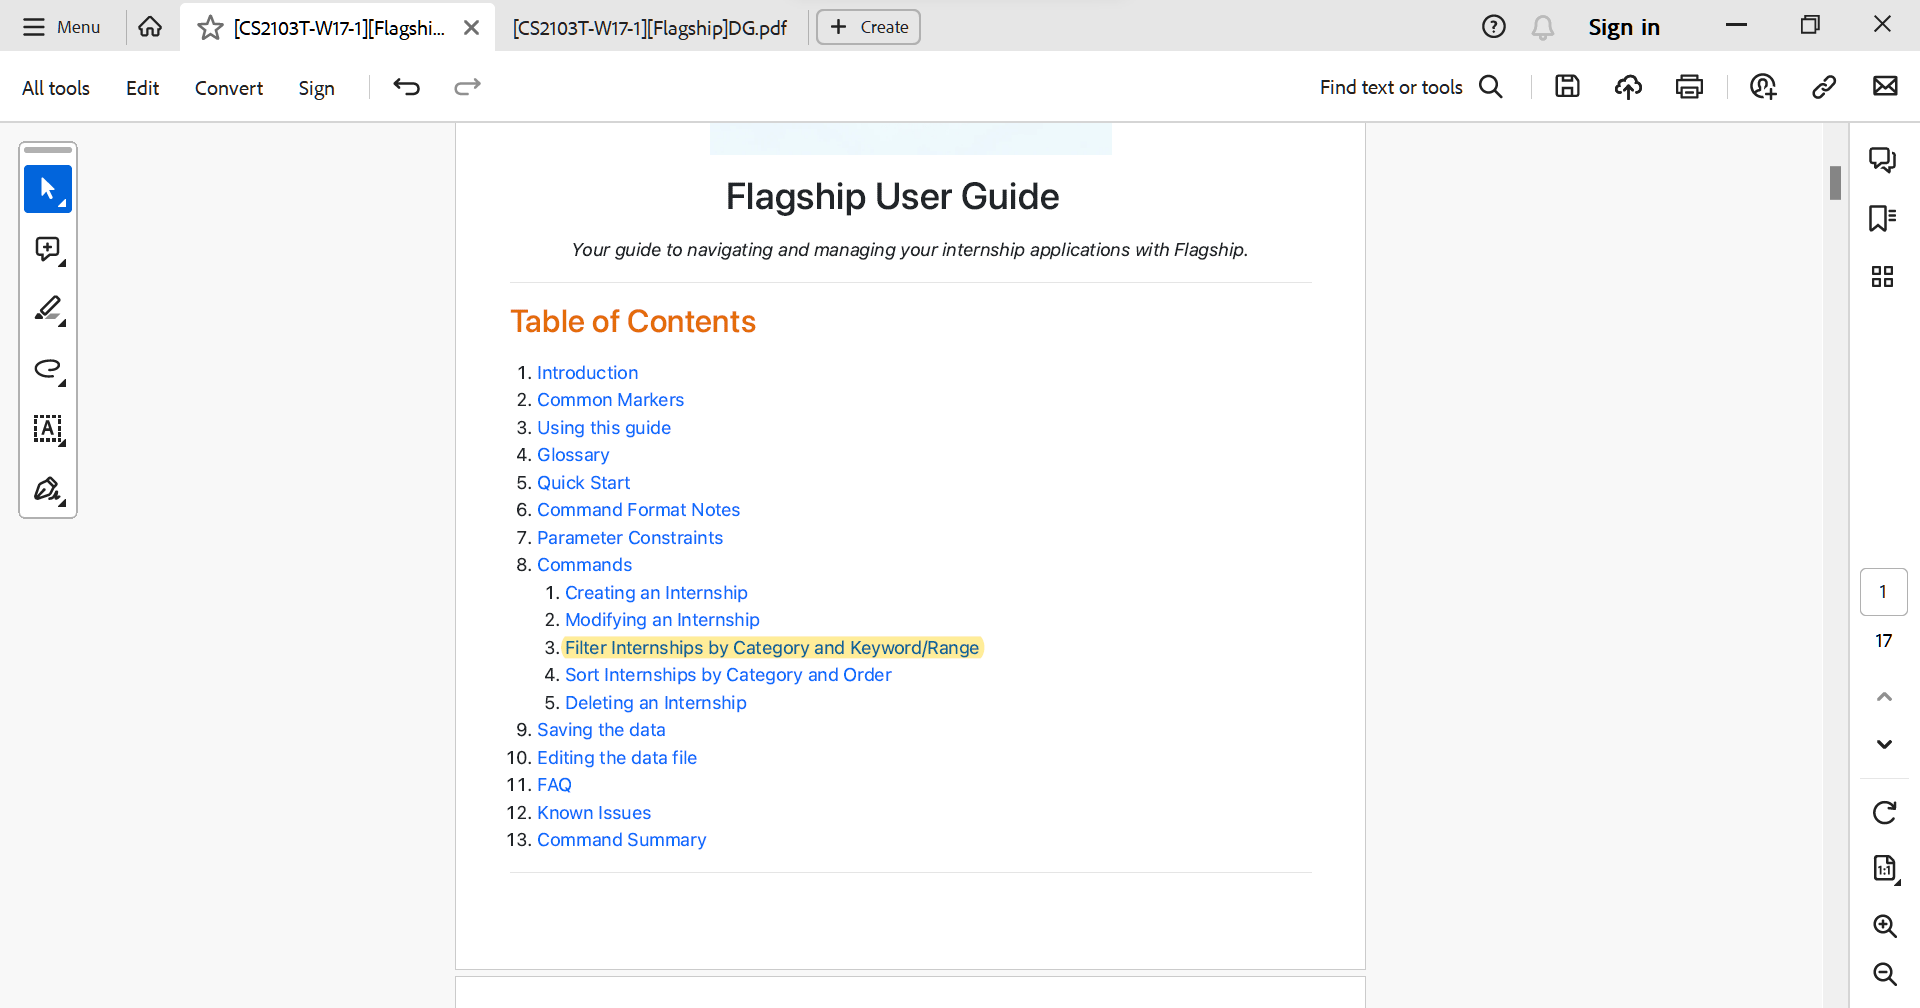 Menu
[CS2103T-W17-1][Flagshi...
[CS2103T-W17-1][Flagship]DG.pdf
Create
Sign in
All tools
Edit
Convert
Sign
Find text or tools
A
Flagship User Guide
Your guide to navigating and managing your internship applications with Flagship.
Table of Contents
1. Introduction
2. Common Markers
3. Using this guide
4. Glossary
5. Quick Start
6. Command Format Notes
7. Parameter Constraints
8. Commands
1. Creating an Internship
2. Modifying an Internship
3. Filter Internships by Category and Keyword/Range
4. Sort Internships by Category and Order
5. Deleting an Internship
9. Saving the data
10. Editing the data file
11. FAQ
12. Known Issues
13. Command Summary
1
17
1:1